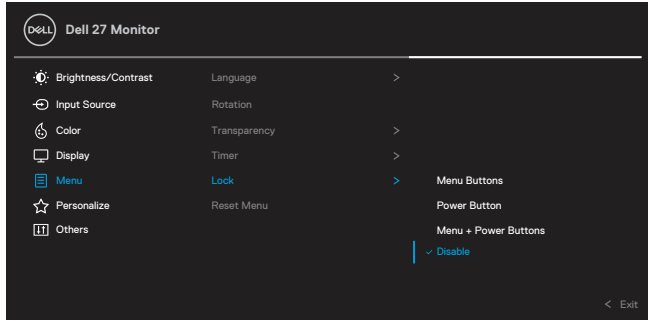 DELL Dell 27 Monitor
Brightness/Contrast Language >
Input Source Rotation
Color Transparency >
Display Timer >
Menu Lock > Menu Buttons
Personalize Reset Menu Power Button
Others Menu + Power Buttons
✓ Disable
< Exit